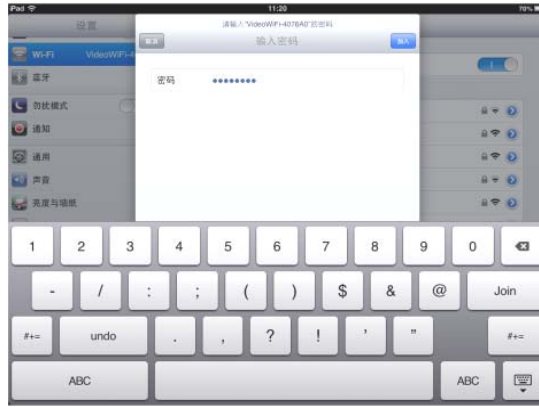 iPad
11:20
70%
设置
请输入“VideoWiFi-4078A0”的密码
取消
输入密码
加入
Wi-Fi VideoWiFi-4
蓝牙
密码 ••••••••
勿扰模式
通知
通用
声音
亮度与墙纸
1 2 3 4 5 6 7 8 9 0
- / : ; ( ) $ & @ Join
#+= undo . , ? ! ' " #+=
ABC ABC